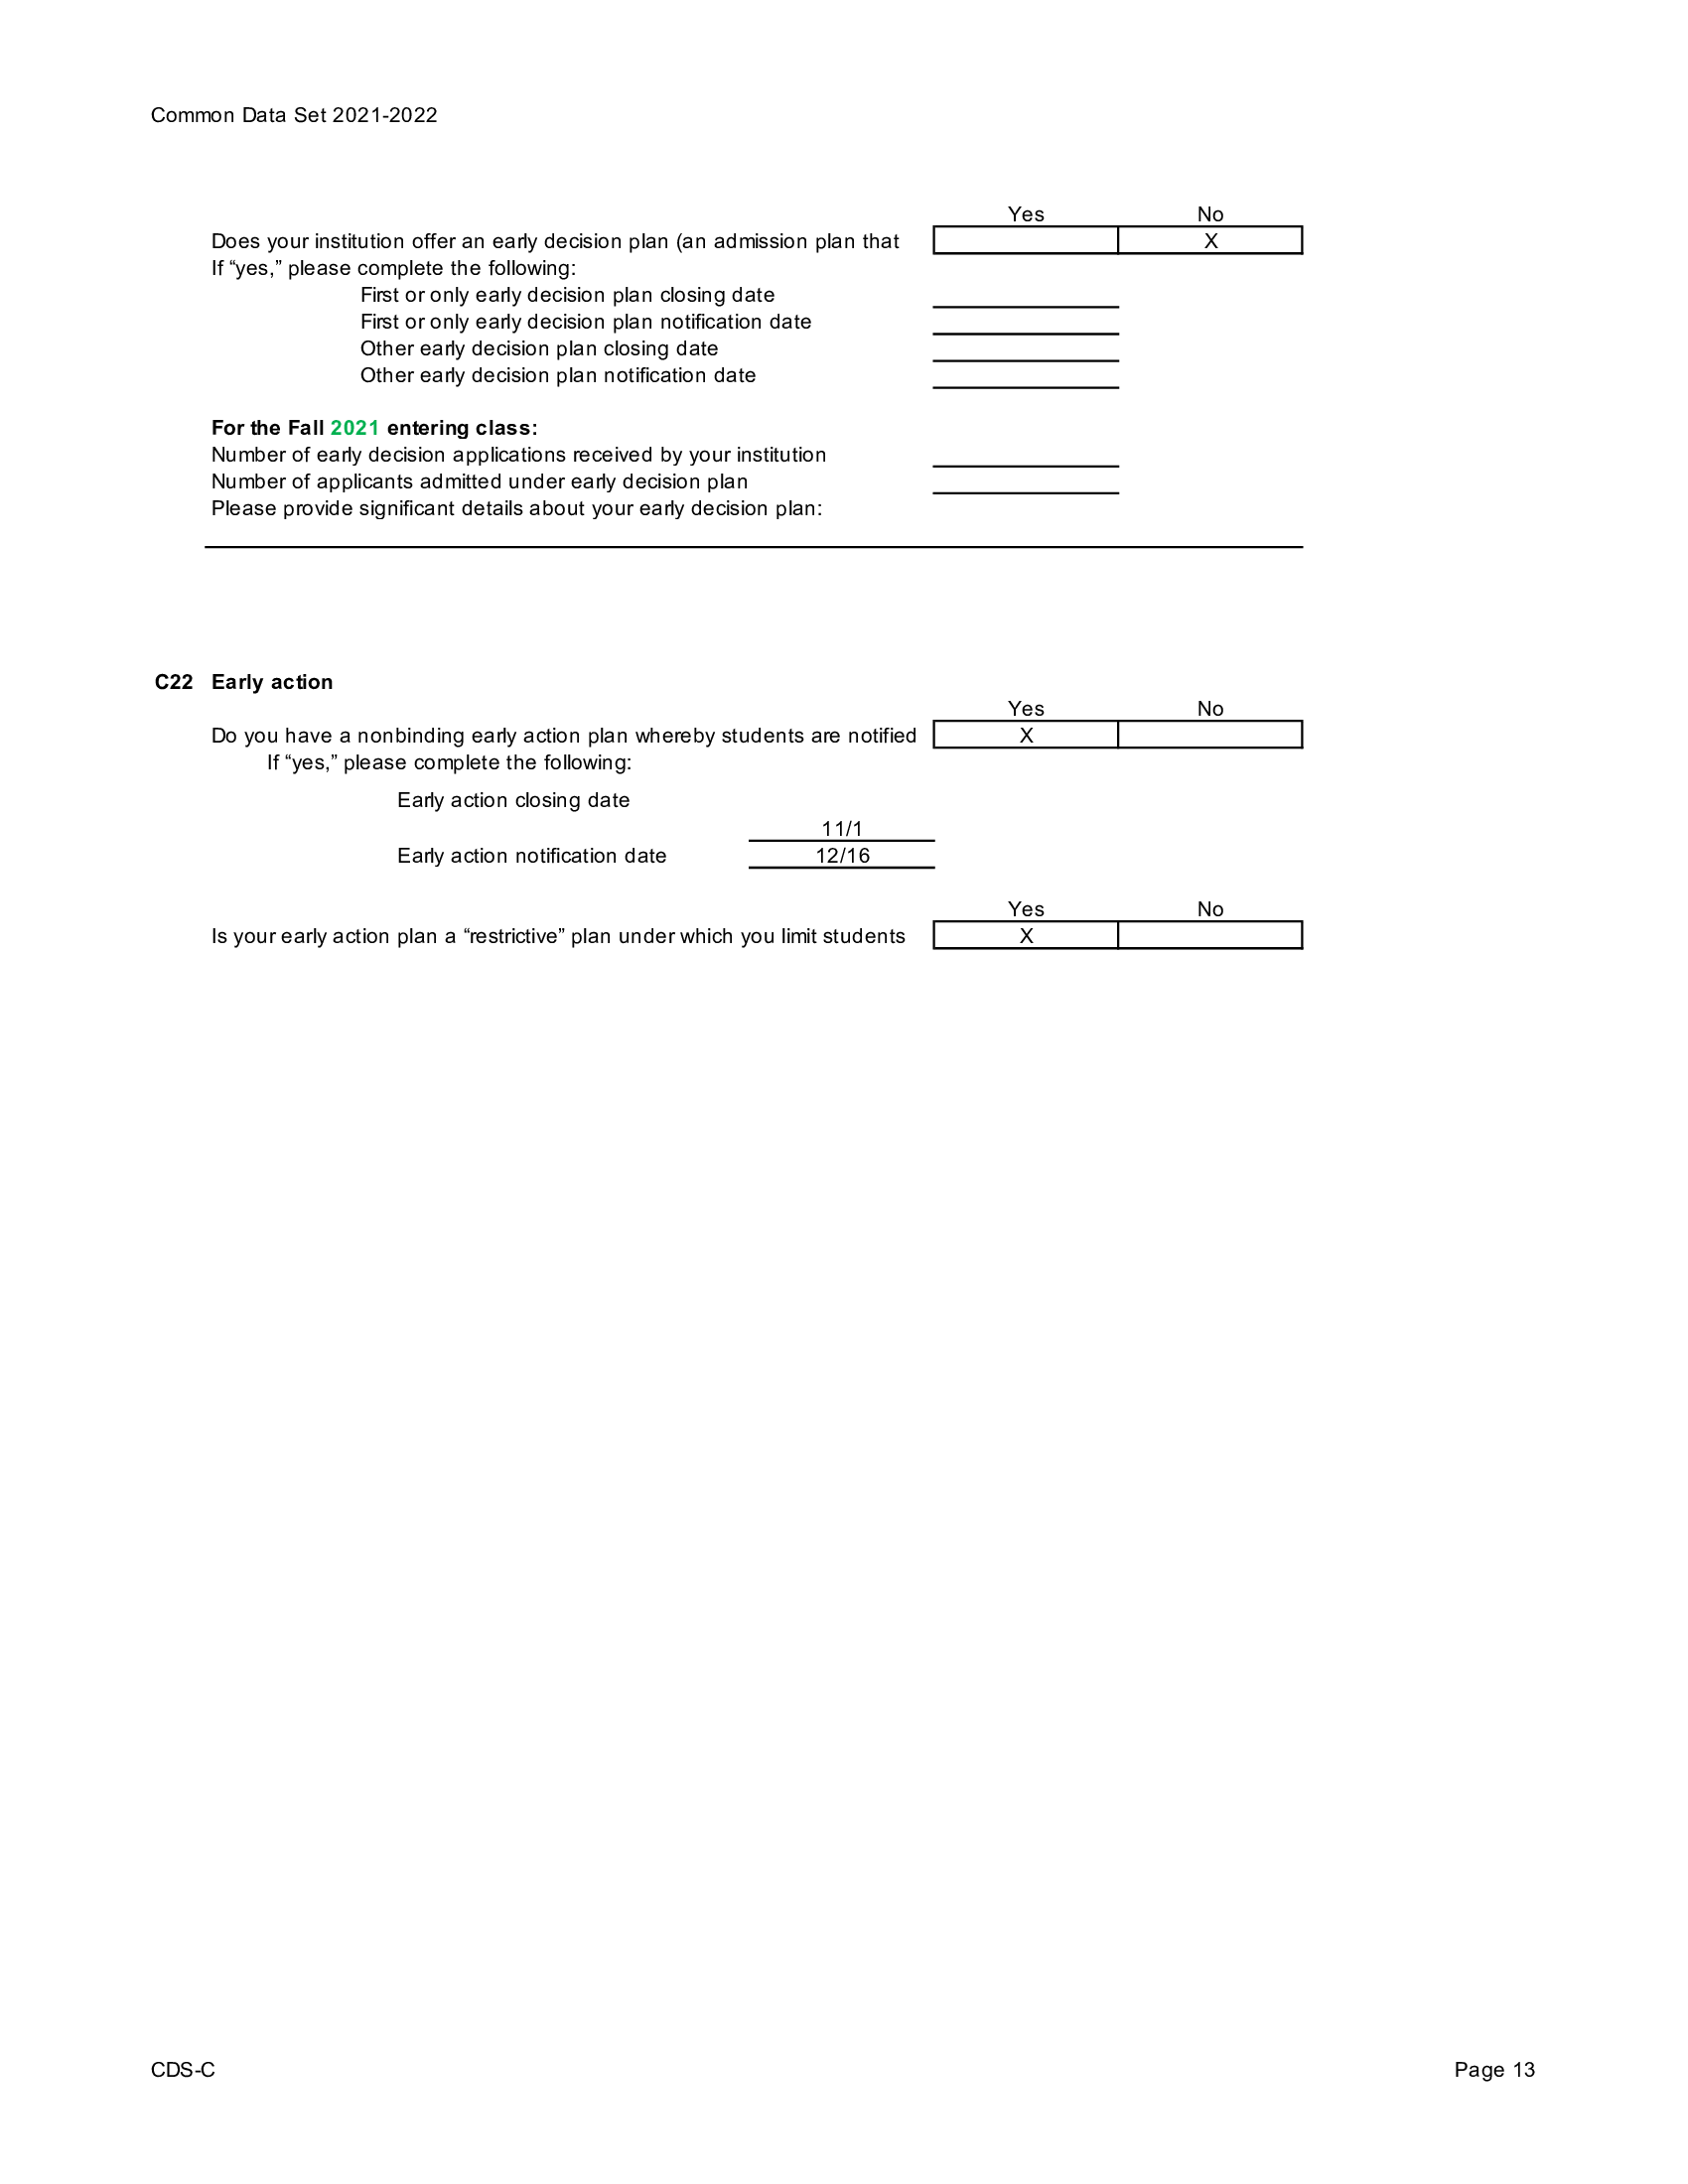 Common Data Set 2021-2022
Yes No
Does your institution offer an early decision plan (an admission plan that X
If “yes,” please complete the following:
First or only early decision plan closing date
First or only early decision plan notification date
Other early decision plan closing date
Other early decision plan notification date
For the Fall 2021 entering class:
Number of early decision applications received by your institution
Number of applicants admitted under early decision plan
Please provide significant details about your early decision plan:
C22 Early action
Yes No
Do you have a nonbinding early action plan whereby students are notified X
If “yes,” please complete the following:
Early action closing date
11/1
Early action notification date 12/16
Yes No
Is your early action plan a “restrictive” plan under which you limit students X
CDS-C Page 13